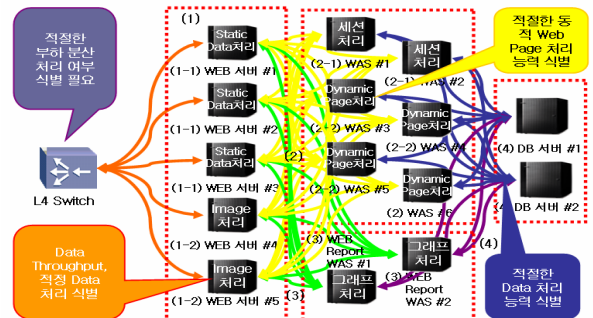 적절한
부하 분산
처리 여부
식별 필요
L4 Switch
Data
Throughput,
적정 Data
처리 식별
(1)
Static
Data처리
(1-1) WEB 서버 #1
Static
Data처리
(1-1) WEB 서버 #2
Static
Data처리
(1-1) WEB 서버 #3
Image
처리
(1-2) WEB 서버 #4
Image
처리
(1-2) WEB 서버 #5
(2)
세션
처리
(2-1) WAS #1
세션
처리
(2-1) WAS #2
Dynamic
Page처리
(2-2) WAS #3
Dynamic
Page처리
(2-2) WAS #4
Dynamic
Page처리
(2-2) WAS #5
Dynamic
Page처리
(2) WAS #6
(3) WEB
Report
WAS #1
그래프
처리
(3)
그래프
처리
(3) WEB
Report
WAS #2
(4)
적절한 동
적 Web
Page 처리
능력 식별
(4) DB 서버 #1
DB 서버 #2
적절한
Data 처리
능력 식별